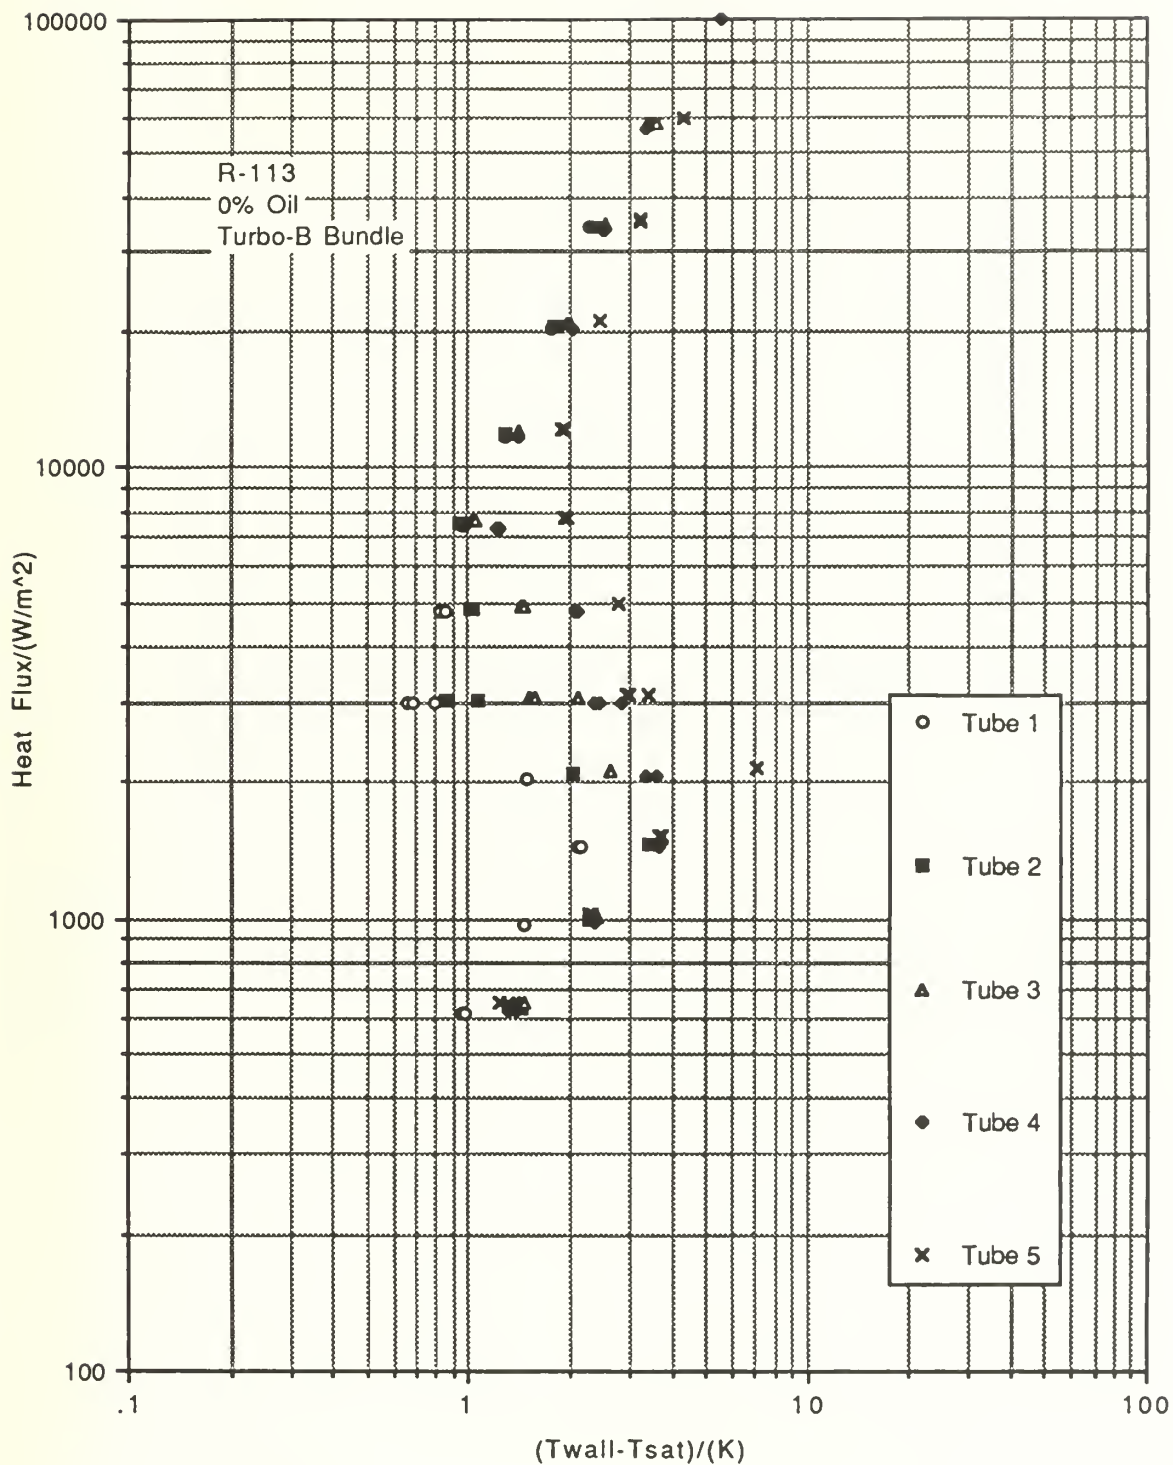 100000
R-113
0% Oil
Turbo-B Bundle
10000
Heat Flux/(W/m^2)
Tube 1
Tube 2
1000
Tube 3
Tube 4
Tube 5
100
.1 1 10 100
(Twall-Tsat)/(K)